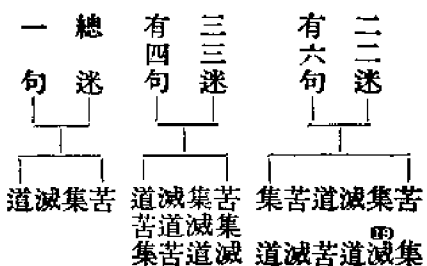 二二迷
有六句
苦集
集滅
滅道
道苦
苦滅
集道
三三迷
有四句
苦集滅
集滅道
滅道苦
道苦集
總迷
一句
苦
集
滅
道